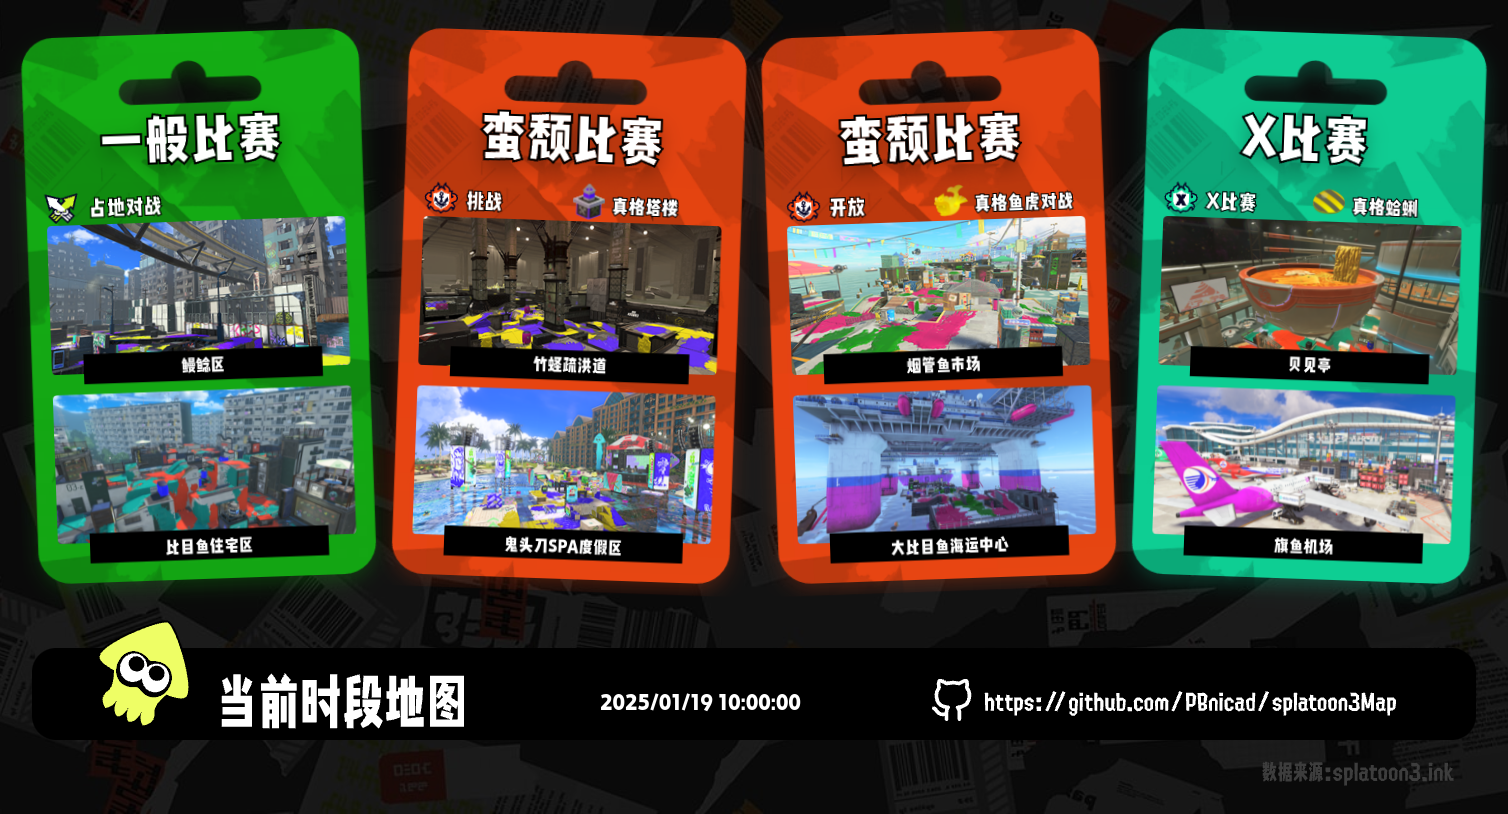 一般比赛
占地对战
鳗鲶区
比目鱼住宅区
蛮颓比赛
挑战
真格塔楼
竹蛏疏洪道
鬼头刀SPA度假区
蛮颓比赛
开放
真格鱼虎对战
烟管鱼市场
大比目鱼海运中心
X比赛
X比赛
真格蛤蜊
贝见亭
旗鱼机场
当前时段地图
2025/01/19 10:00:00
https://github.com/PBnicad/splatoon3Map
数据来源:splatoon3.ink